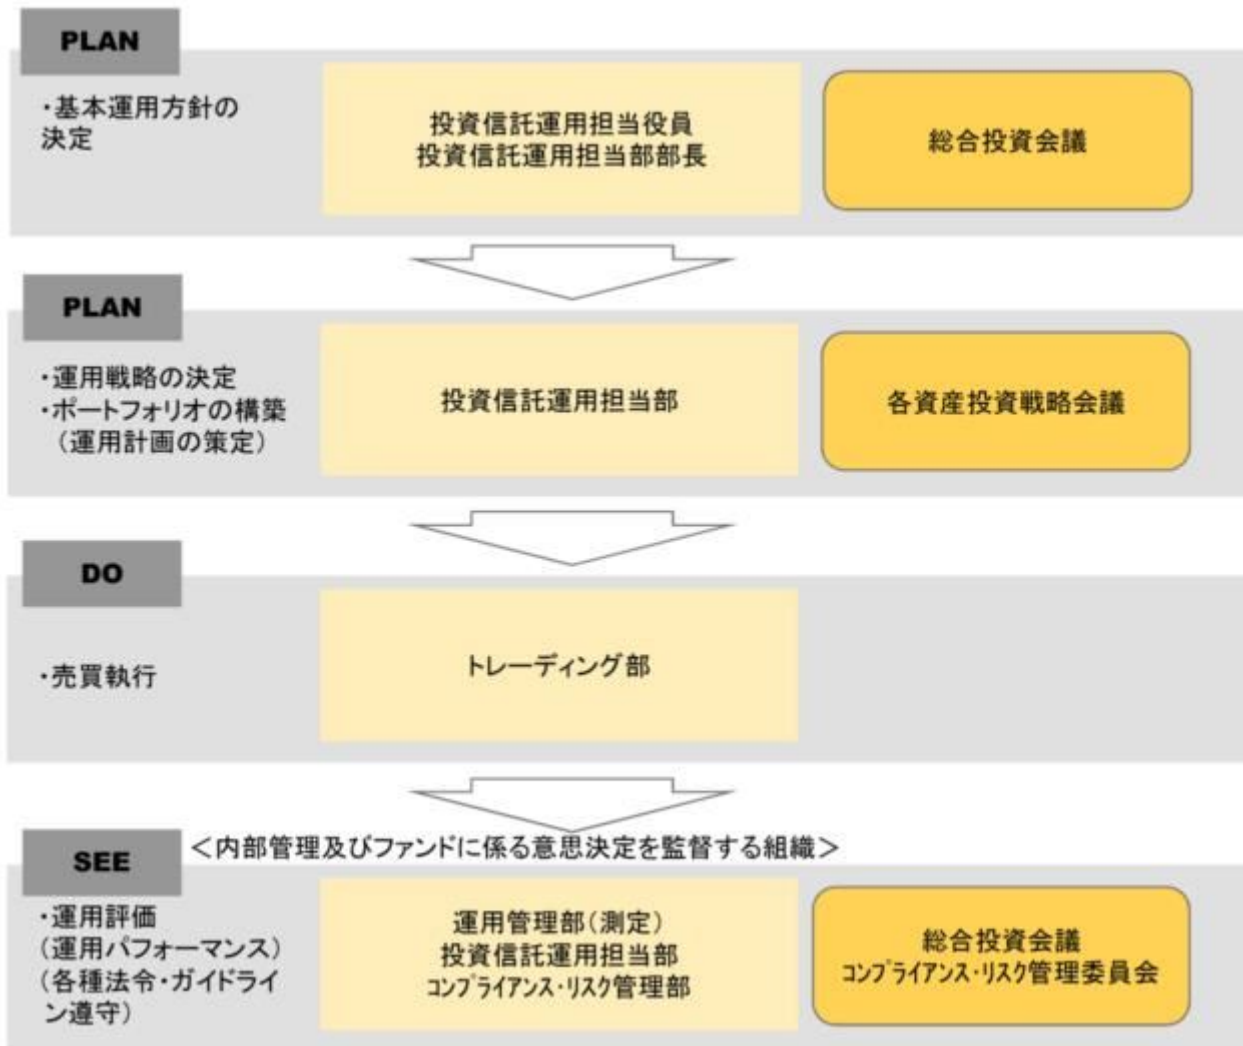 PLAN
・基本運用方針の
決定
投資信託運用担当役員
投資信託運用担当部部長
総合投資会議
PLAN
・運用戦略の決定
・ポートフォリオの構築
（運用計画の策定）
投資信託運用担当部
各資産投資戦略会議
DO
・売買執行
トレーディング部
SEE
＜内部管理及びファンドに係る意思決定を監督する組織＞
・運用評価
(運用パフォーマンス)
(各種法令・ガイドライ
ン遵守)
運用管理部(測定)
投資信託運用担当部
ｺﾝﾌﾟﾗｲｱﾝｽ･ﾘｽｸ管理部
総合投資会議
ｺﾝﾌﾟﾗｲｱﾝｽ･ﾘｽｸ管理委員会